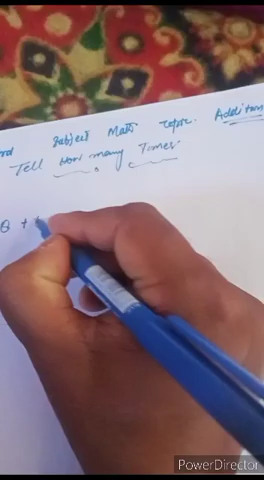 Subject Math Topic. Addition
Tell How many Times
θ +
PowerDirector